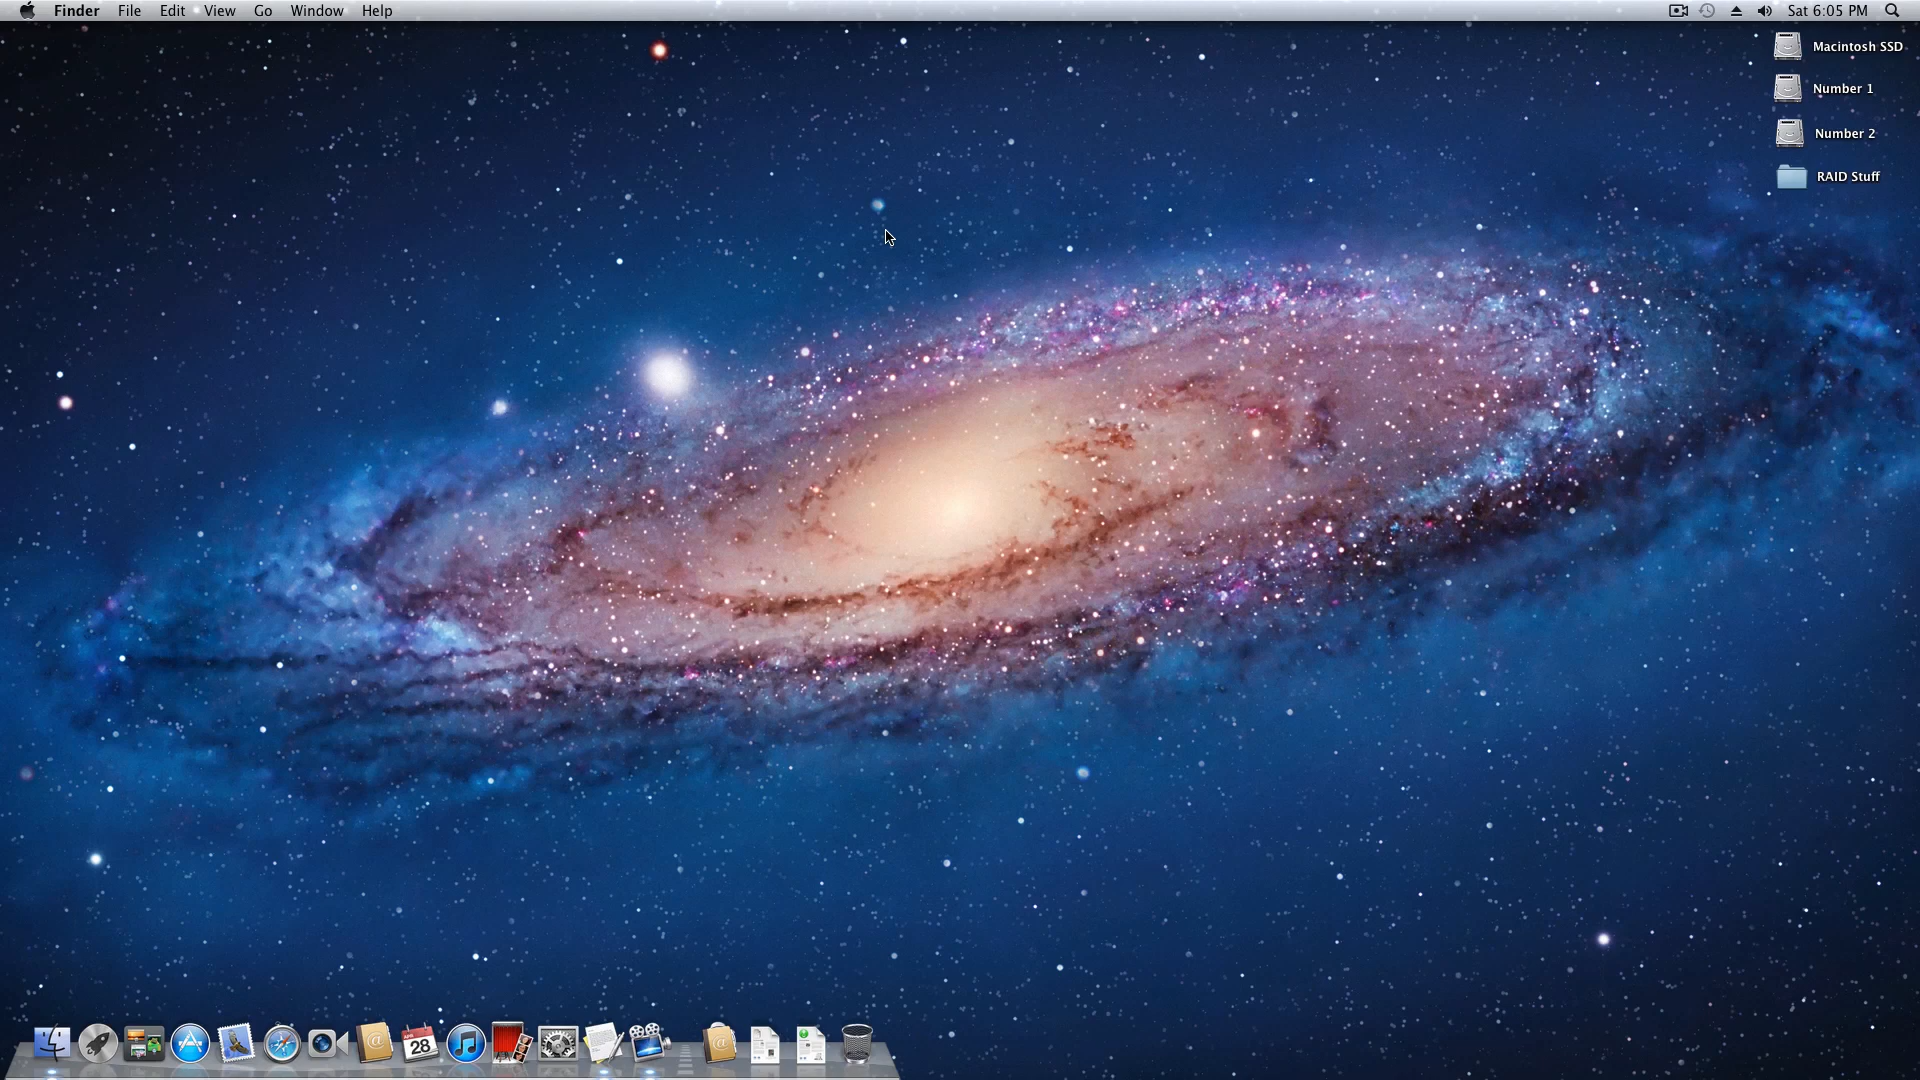 Finder File Edit View Go Window Help
Sat 6:05 PM
Macintosh SSD
Number 1
Number 2
RAID Stuff
28